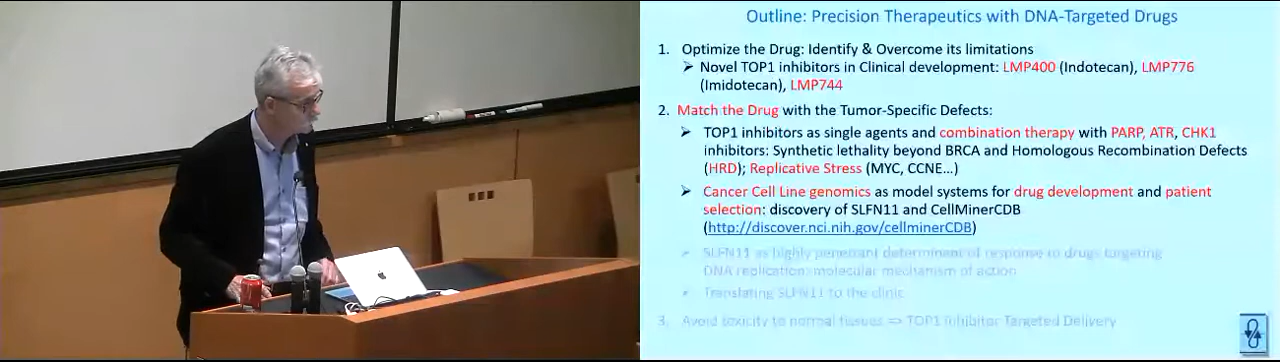 Outline: Precision Therapeutics with DNA-Targeted Drugs
1. Optimize the Drug: Identify & Overcome its limitations
➢ Novel TOP1 inhibitors in Clinical development: LMP400 (Indotecan), LMP776
(Imidotecan), LMP744
2. Match the Drug with the Tumor-Specific Defects:
➢ TOP1 inhibitors as single agents and combination therapy with PARP, ATR, CHK1
inhibitors: Synthetic lethality beyond BRCA and Homologous Recombination Defects
(HRD); Replicative Stress (MYC, CCNE...)
➢ Cancer Cell Line genomics as model systems for drug development and patient
selection: discovery of SLFN11 and CellMinerCDB
(http://discover.nci.nih.gov/cellminerCDB)
➢ SLFN11 as highly penetrant determinant of response to drugs targeting
DNA replication: molecular mechanism of action
➢ Translating SLFN11 to the clinic
3. Avoid toxicity to normal tissues => TOP1 inhibitor Targeted Delivery